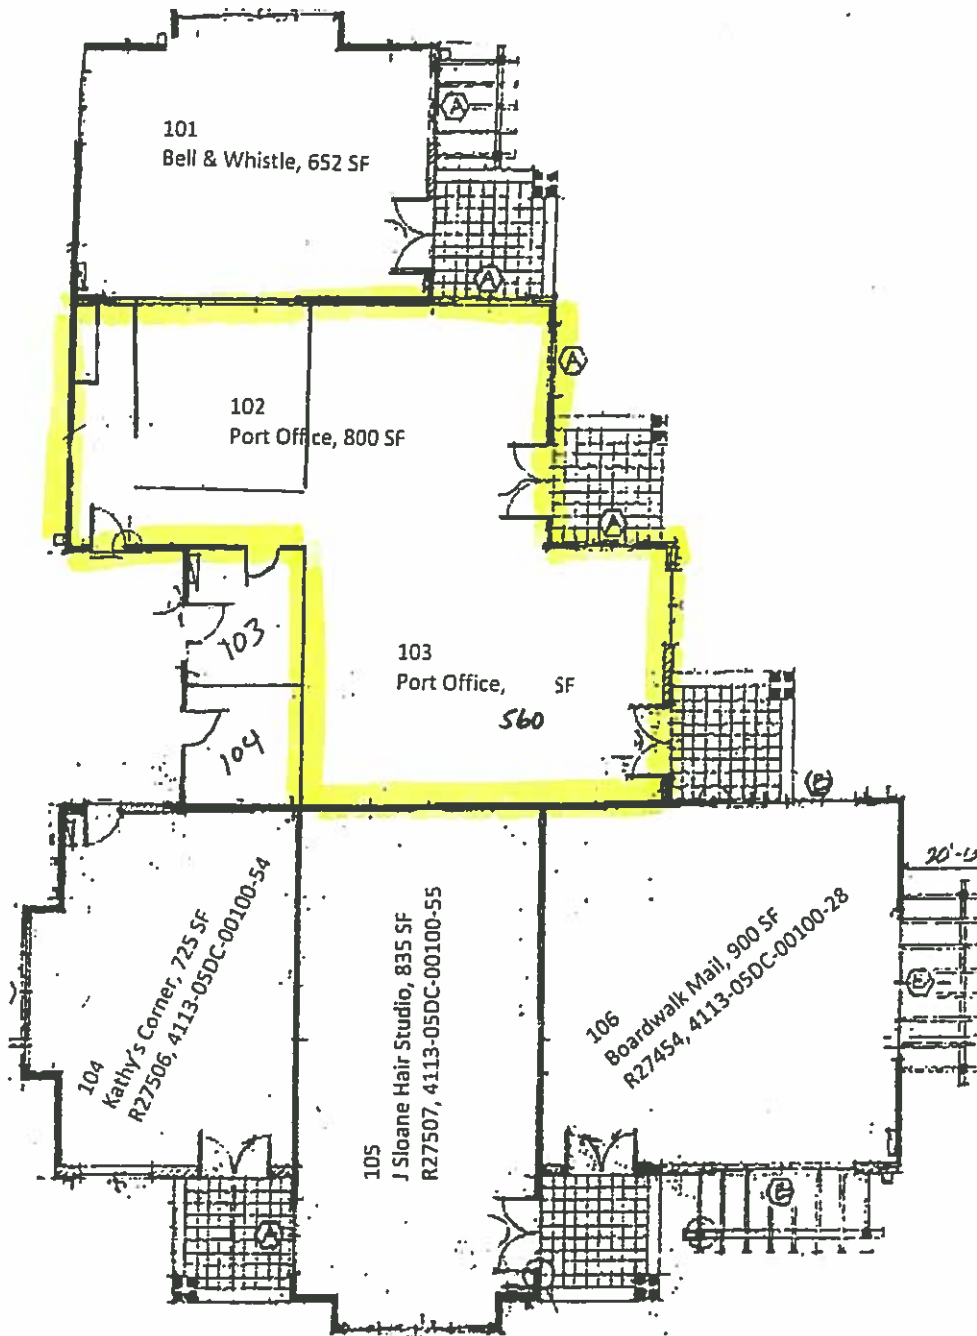 A
101
Bell & Whistle, 652 SF
A
A
102
Port Office, 800 SF
A
103
103
Port Office, SF
560
104
B
20'-
104
Kathy's Corner, 725 SF
R27506, 4113-05DC-00100-54
105
J Sloane Hair Studio, 835 SF
R27507, 4113-05DC-00100-55
106
Boardwalk Mail, 900 SF
R27454, 4113-05DC-00100-28
A